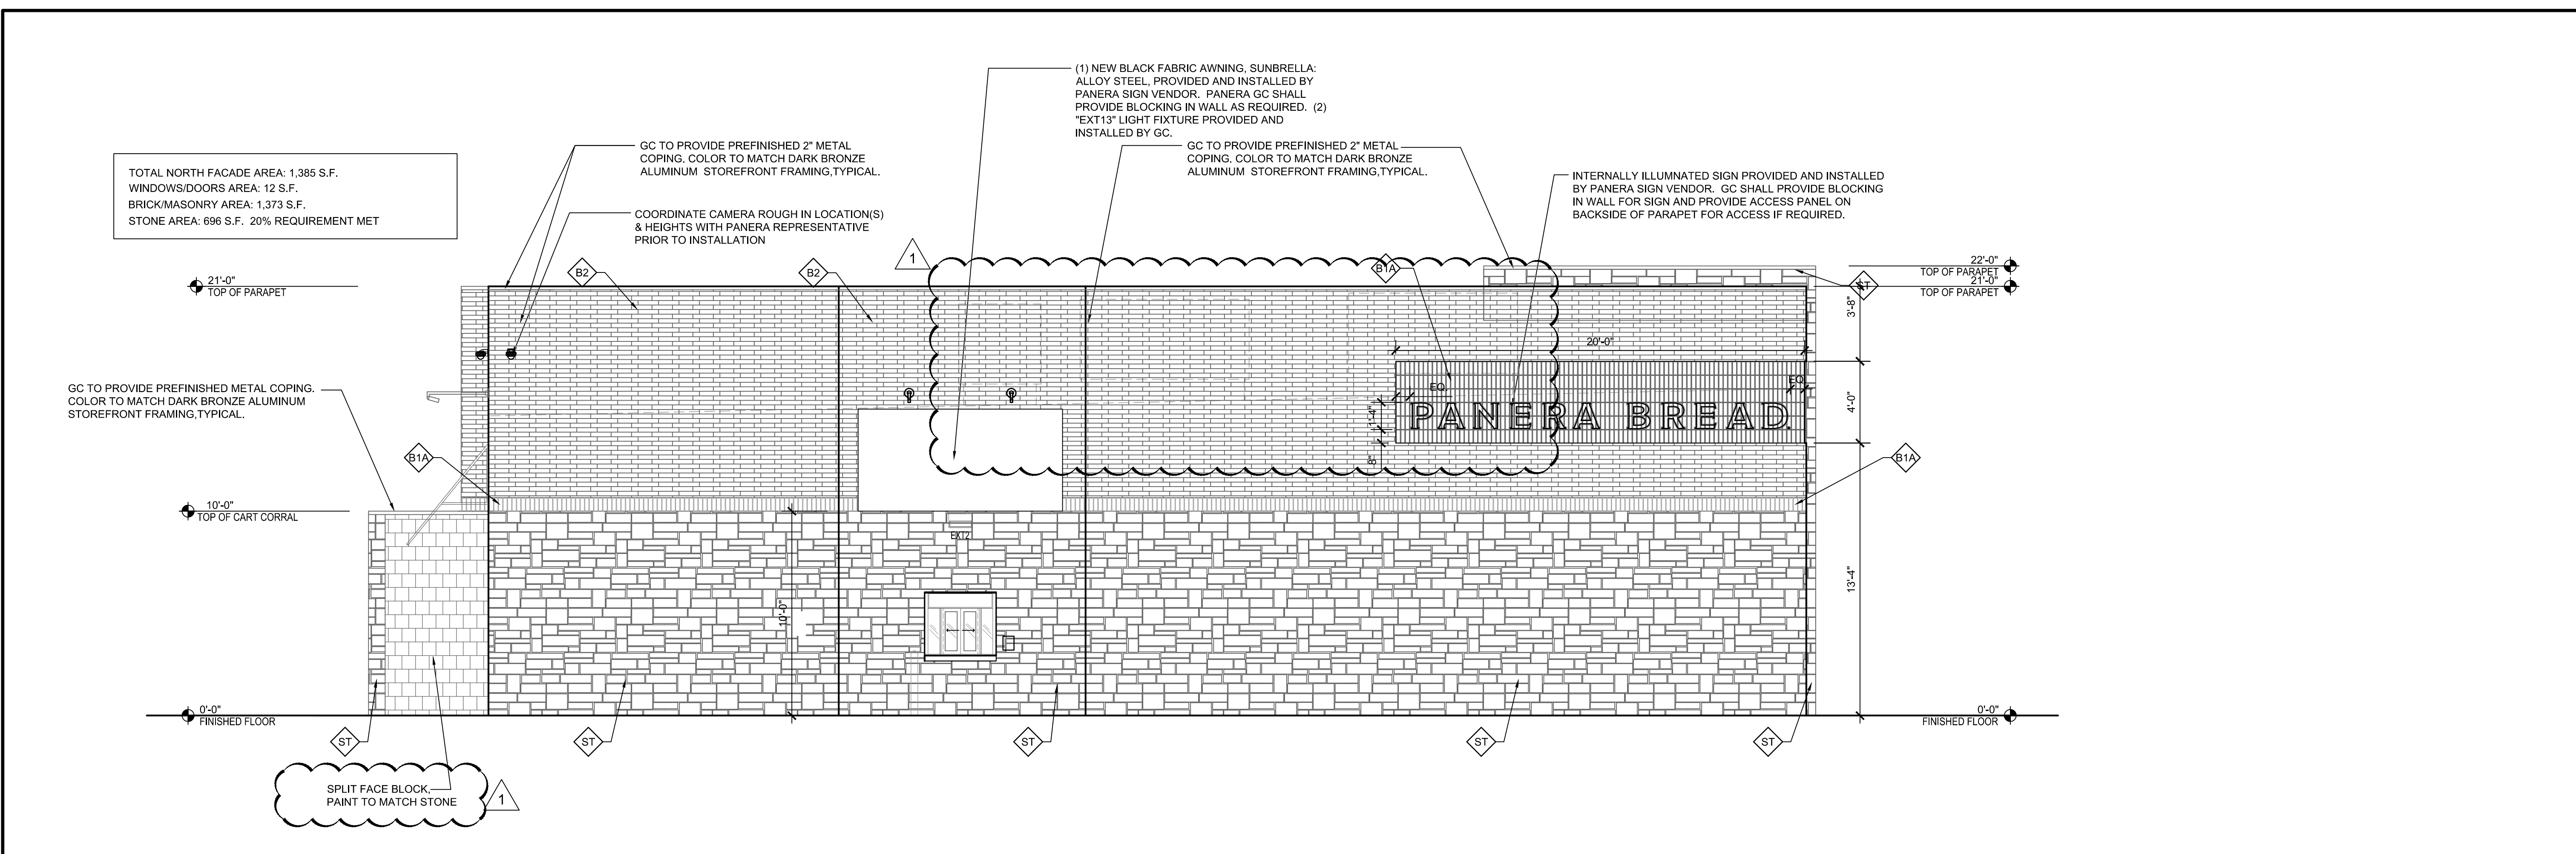 (1) NEW BLACK FABRIC AWNING, SUNBRELLA:
ALLOY STEEL, PROVIDED AND INSTALLED BY
PANERA SIGN VENDOR.  PANERA GC SHALL
PROVIDE BLOCKING IN WALL AS REQUIRED.  (2)
"EXT13" LIGHT FIXTURE PROVIDED AND
INSTALLED BY GC.
GC TO PROVIDE PREFINISHED 2" METAL
COPING. COLOR TO MATCH DARK BRONZE
ALUMINUM  STOREFRONT FRAMING,TYPICAL.
GC TO PROVIDE PREFINISHED 2" METAL
COPING. COLOR TO MATCH DARK BRONZE
ALUMINUM  STOREFRONT FRAMING,TYPICAL.
TOTAL NORTH FACADE AREA: 1,385 S.F.
WINDOWS/DOORS AREA: 12 S.F.
BRICK/MASONRY AREA: 1,373 S.F.
STONE AREA: 696 S.F.  20% REQUIREMENT MET
INTERNALLY ILLUMNATED SIGN PROVIDED AND INSTALLED
BY PANERA SIGN VENDOR.  GC SHALL PROVIDE BLOCKING
IN WALL FOR SIGN AND PROVIDE ACCESS PANEL ON
BACKSIDE OF PARAPET FOR ACCESS IF REQUIRED.
COORDINATE CAMERA ROUGH IN LOCATION(S)
& HEIGHTS WITH PANERA REPRESENTATIVE
PRIOR TO INSTALLATION
1
B2
B2
B1A
22'-0"
TOP OF PARAPET
21'-0"
TOP OF PARAPET
21'-0"
TOP OF PARAPET
ST
3'-8"
20'-0"
EQ.
EQ.
GC TO PROVIDE PREFINISHED METAL COPING.
COLOR TO MATCH DARK BRONZE ALUMINUM
STOREFRONT FRAMING,TYPICAL.
1'-4"
PANERA BREAD.
4'-0"
8"
B1A
B1A
10'-0"
TOP OF CART CORRAL
EXT2
10'-0"
13'-4"
0'-0"
FINISHED FLOOR
0'-0"
FINISHED FLOOR
ST
ST
ST
ST
ST
SPLIT FACE BLOCK,
PAINT TO MATCH STONE
1